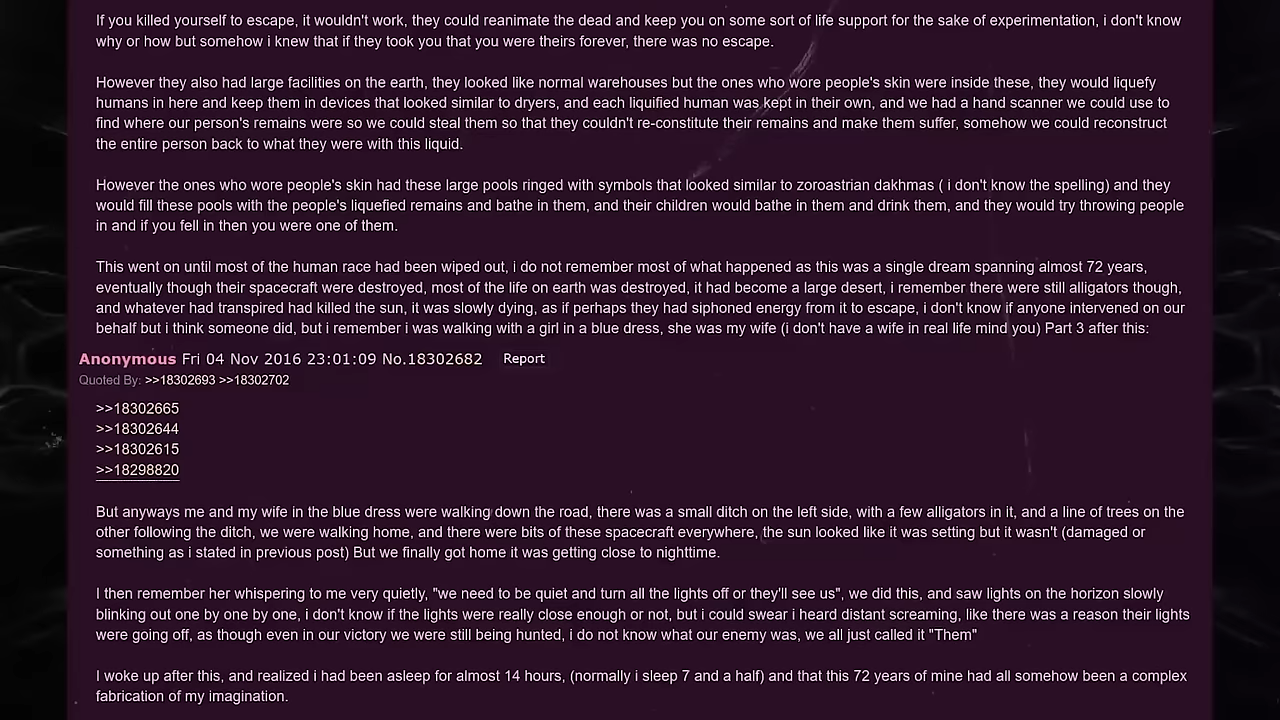 If you killed yourself to escape, it wouldn't work, they could reanimate the dead and keep you on some sort of life support for the sake of experimentation, i don't know
why or how but somehow i knew that if they took you that you were theirs forever, there was no escape.
However they also had large facilities on the earth, they looked like normal warehouses but the ones who wore people's skin were inside these, they would liquefy
humans in here and keep them in devices that looked similar to dryers, and each liquified human was kept in their own, and we had a hand scanner we could use to
find where our person's remains were so we could steal them so that they couldn't re-constitute their remains and make them suffer, somehow we could reconstruct
the entire person back to what they were with this liquid.
However the ones who wore people's skin had these large pools ringed with symbols that looked similar to zoroastrian dakhmas ( i don't know the spelling) and they
would fill these pools with the people's liquefied remains and bathe in them, and their children would bathe in them and drink them, and they would try throwing people
in and if you fell in then you were one of them.
This went on until most of the human race had been wiped out, i do not remember most of what happened as this was a single dream spanning almost 72 years,
eventually though their spacecraft were destroyed, most of the life on earth was destroyed, it had become a large desert, i remember there were still alligators though,
and whatever had transpired had killed the sun, it was slowly dying, as if perhaps they had siphoned energy from it to escape, i don't know if anyone intervened on our
behalf but i think someone did, but i remember i was walking with a girl in a blue dress, she was my wife (i don't have a wife in real life mind you) Part 3 after this:
Anonymous Fri 04 Nov 2016 23:01:09 No.18302682 Report
Quoted By: >>18302693 >>18302702
>>18302665
>>18302644
>>18302615
>>18298820
But anyways me and my wife in the blue dress were walking down the road, there was a small ditch on the left side, with a few alligators in it, and a line of trees on the
other following the ditch, we were walking home, and there were bits of these spacecraft everywhere, the sun looked like it was setting but it wasn't (damaged or
something as i stated in previous post) But we finally got home it was getting close to nighttime.
I then remember her whispering to me very quietly, "we need to be quiet and turn all the lights off or they'll see us", we did this, and saw lights on the horizon slowly
blinking out one by one by one, i don't know if the lights were really close enough or not, but i could swear i heard distant screaming, like there was a reason their lights
were going off, as though even in our victory we were still being hunted, i do not know what our enemy was, we all just called it "Them"
I woke up after this, and realized i had been asleep for almost 14 hours, (normally i sleep 7 and a half) and that this 72 years of mine had all somehow been a complex
fabrication of my imagination.